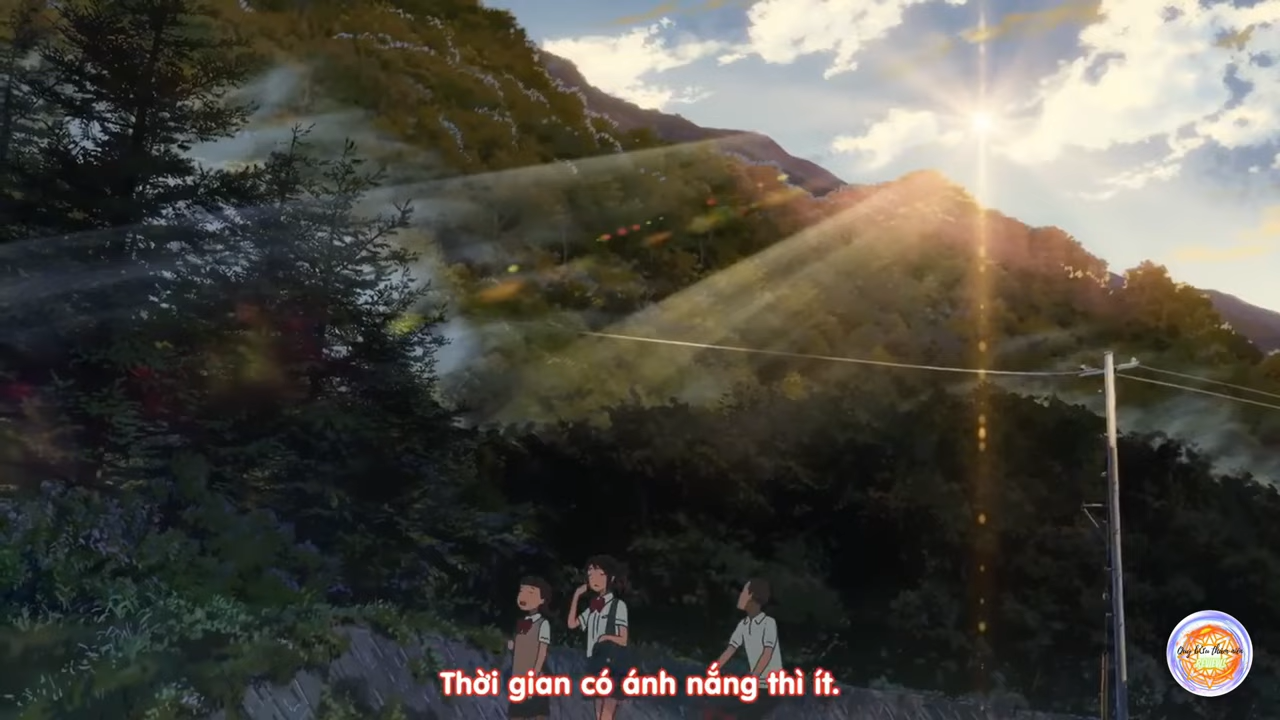 Thời gian có ánh nắng thì ít.